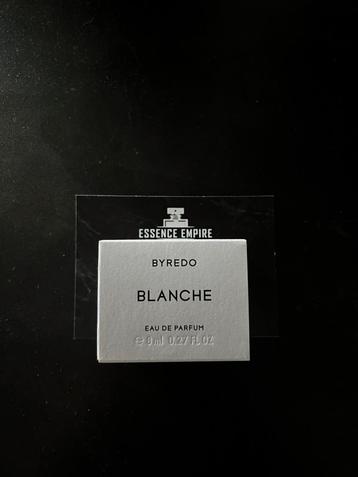 ESSENCE EMPIRE
BYREDO
BLANCHE
EAU DE PARFUM
℮ 8 ml 0.27 FL OZ